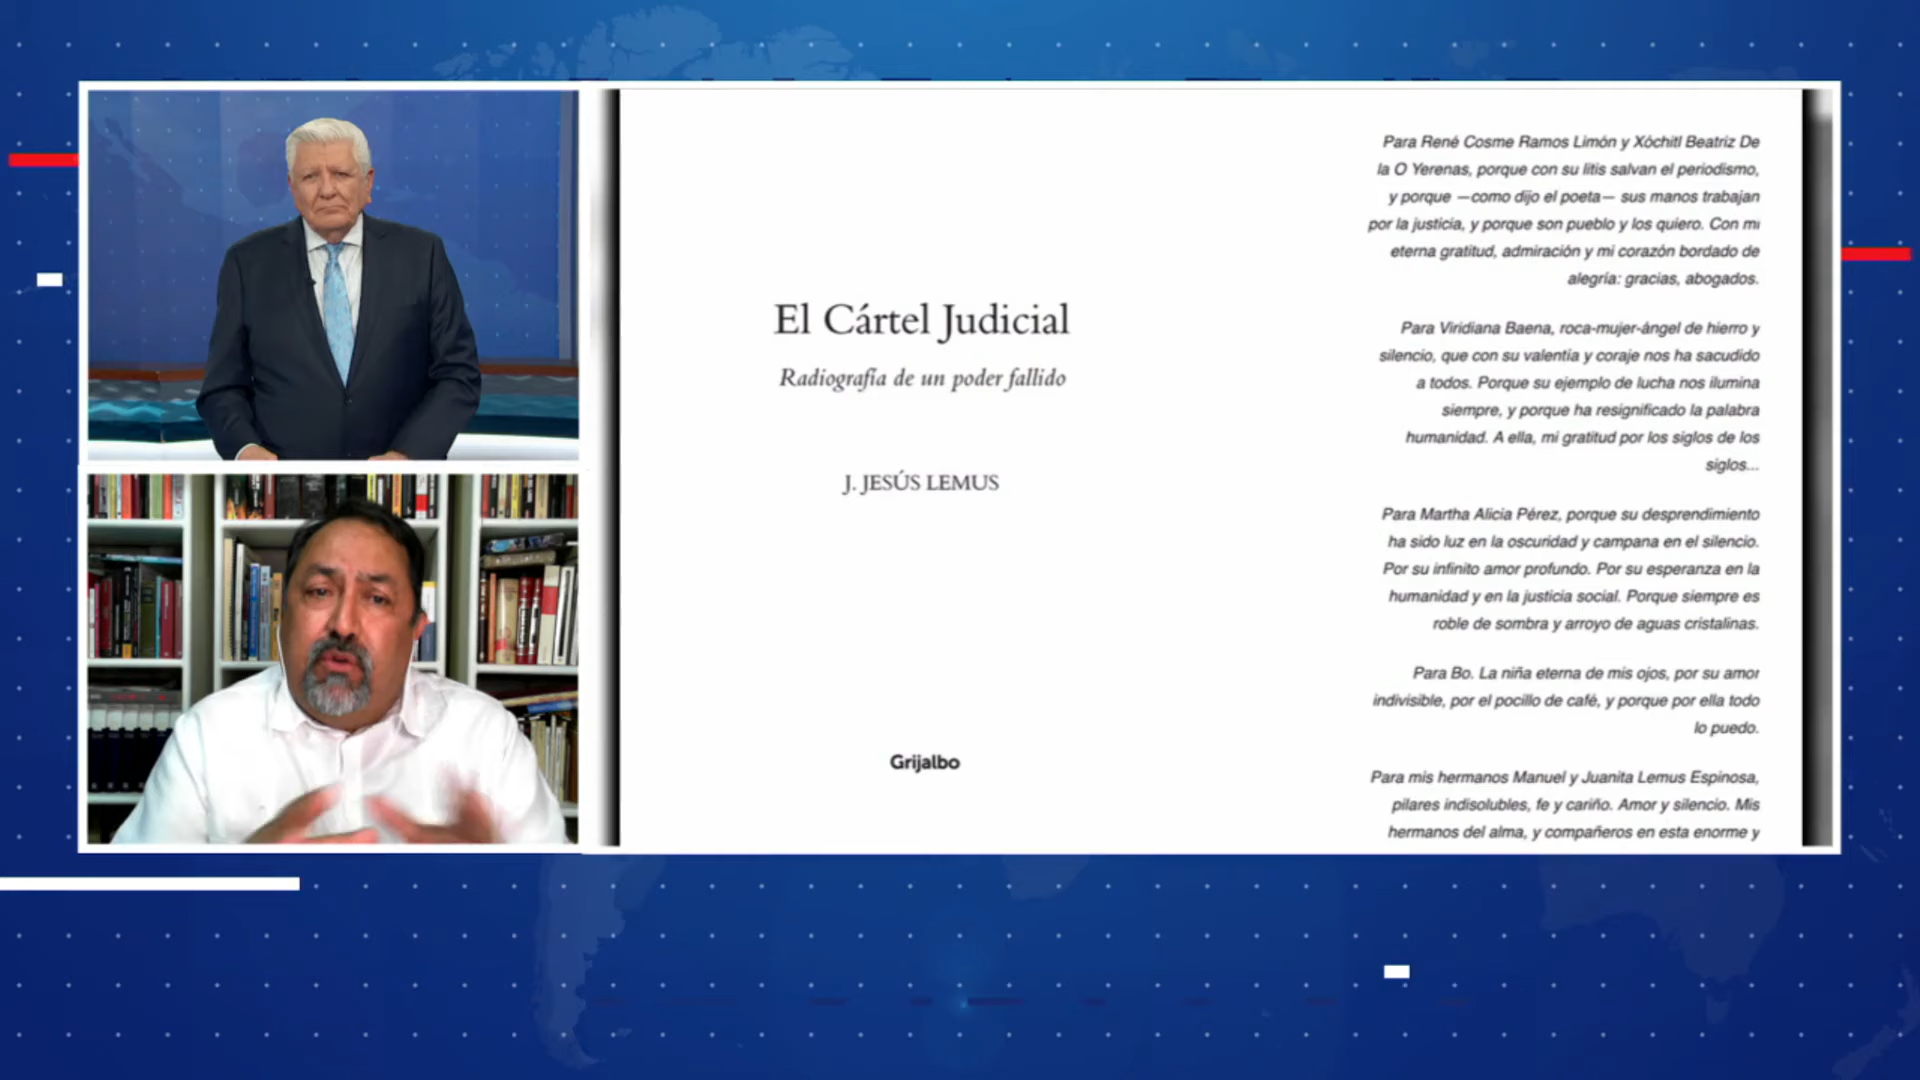 El Cártel Judicial
Radiografía de un poder fallido
J. JESÚS LEMUS
Grijalbo
Para René Cosme Ramos Limón y Xóchitl Beatriz De
la O Yerenas, porque con su litis salvan el periodismo,
y porque —como dijo el poeta— sus manos trabajan
por la justicia, y porque son pueblo y los quiero. Con mi
eterna gratitud, admiración y mi corazón bordado de
alegría: gracias, abogados.
Para Viridiana Baena, roca-mujer-ángel de hierro y
silencio, que con su valentía y coraje nos ha sacudido
a todos. Porque su ejemplo de lucha nos ilumina
siempre, y porque ha resignificado la palabra
humanidad. A ella, mi gratitud por los siglos de los
siglos...
Para Martha Alicia Pérez, porque su desprendimiento
ha sido luz en la oscuridad y campana en el silencio.
Por su infinito amor profundo. Por su esperanza en la
humanidad y en la justicia social. Porque siempre es
roble de sombra y arroyo de aguas cristalinas.
Para Bo. La niña eterna de mis ojos, por su amor
indivisible, por el pocillo de café, y porque por ella todo
lo puedo.
Para mis hermanos Manuel y Juanita Lemus Espinosa,
pilares indisolubles, fe y cariño. Amor y silencio. Mis
hermanos del alma, y compañeros en esta enorme y